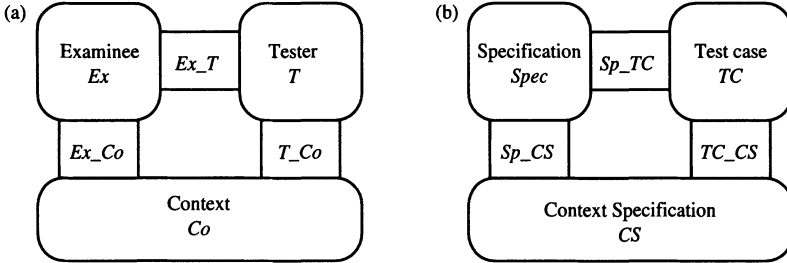 (a)
Examinee
Ex
Ex_T
Tester
T
Ex_Co
T_Co
Context
Co
(b)
Specification
Spec
Sp_TC
Test case
TC
Sp_CS
TC_CS
Context Specification
CS